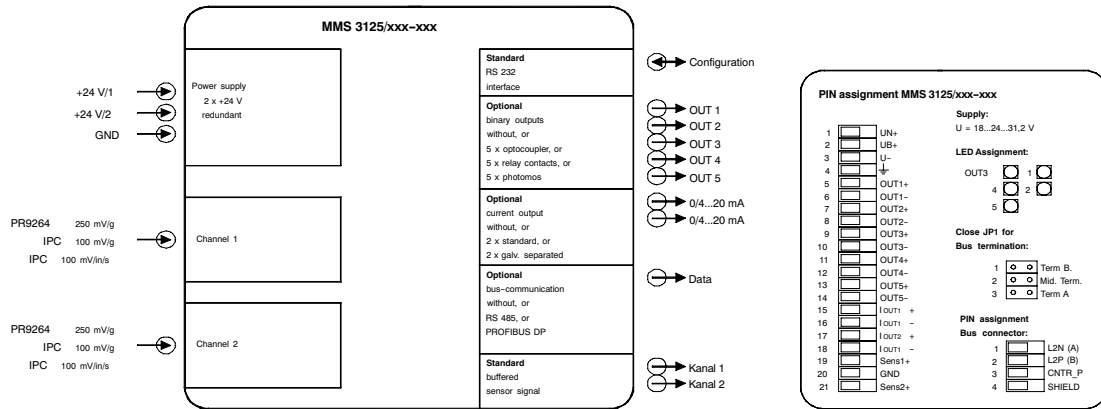 MMS 3125/xxx-xxx
+24 V/1
+24 V/2
GND
Power supply
2 x +24 V
redundant
PR9264 250 mV/g
IPC 100 mV/g
IPC 100 mV/in/s
Channel 1
PR9264 250 mV/g
IPC 100 mV/g
IPC 100 mV/in/s
Channel 2
Standard
RS 232
interface
Configuration
Optional
binary outputs
without, or
5 x optocoupler, or
5 x relay contacts, or
5 x photomos
OUT 1
OUT 2
OUT 3
OUT 4
OUT 5
Optional
current output
without, or
2 x standard, or
2 x galv. separated
0/4...20 mA
0/4...20 mA
Optional
bus-communication
without, or
RS 485, or
PROFIBUS DP
Data
Standard
buffered
sensor signal
Kanal 1
Kanal 2
PIN assignment MMS 3125/xxx-xxx
1 UN+
2 UB+
3 U-
4
5 OUT1+
6 OUT1-
7 OUT2+
8 OUT2-
9 OUT3+
10 OUT3-
11 OUT4+
12 OUT4-
13 OUT5+
14 OUT5-
15 IOUT1 +
16 IOUT1 -
17 IOUT2 +
18 IOUT1 -
19 Sens1+
20 GND
21 Sens2+
Supply:
U = 18...24...31,2 V
LED Assignment:
OUT3 1
4 2
5
Close JP1 for
Bus termination:
1 Term B.
2 Mid. Term.
3 Term A
PIN assignment
Bus connector:
1 L2N (A)
2 L2P (B)
3 CNTR_P
4 SHIELD